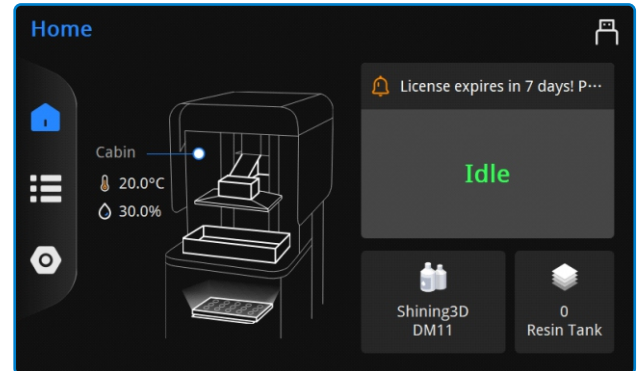 Home
License expires in 7 days! P···
Cabin
20.0°C
30.0%
Idle
Shining3D
DM11
0
Resin Tank